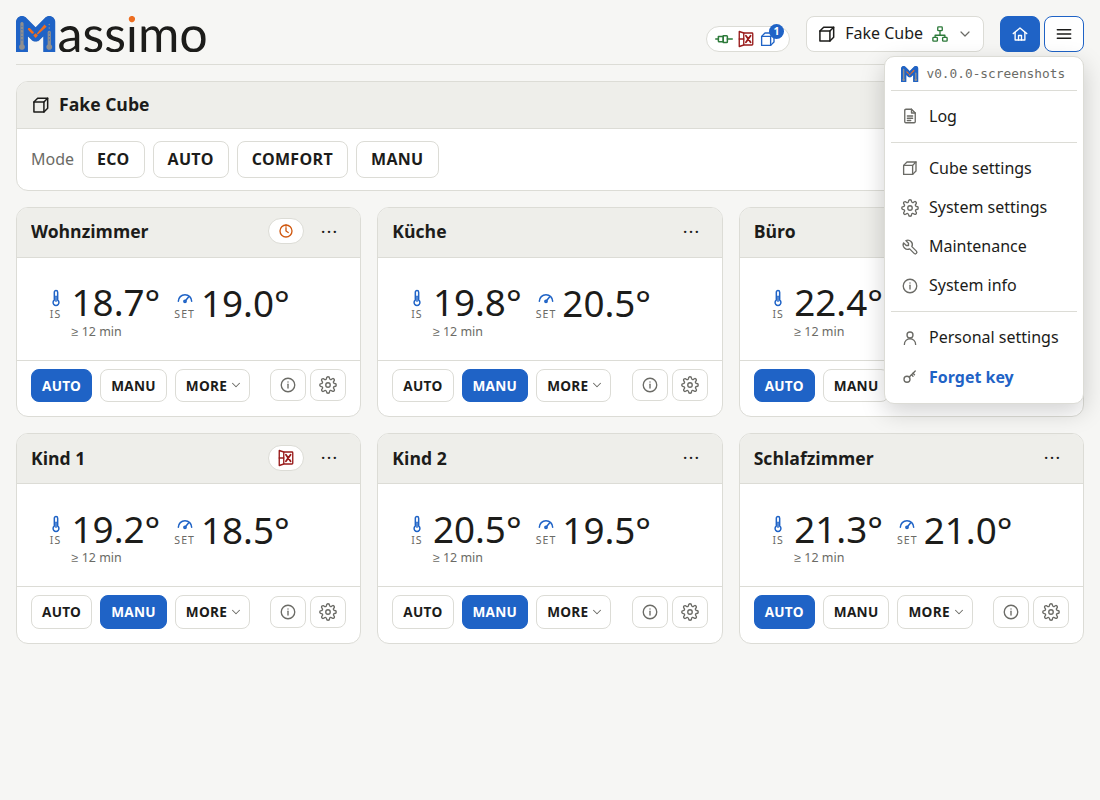 Massimo
1
Fake Cube
v0.0.0-screenshots
Log
Cube settings
System settings
Maintenance
System info
Personal settings
Forget key
Fake Cube
Mode ECO AUTO COMFORT MANU
Wohnzimmer
IS 18.7° SET 19.0°
≥ 12 min
AUTO MANU MORE
Küche
IS 19.8° SET 20.5°
≥ 12 min
AUTO MANU MORE
Büro
IS 22.4°
≥ 12 min
AUTO MANU
Kind 1
IS 19.2° SET 18.5°
≥ 12 min
AUTO MANU MORE
Kind 2
IS 20.5° SET 19.5°
≥ 12 min
AUTO MANU MORE
Schlafzimmer
IS 21.3° SET 21.0°
≥ 12 min
AUTO MANU MORE